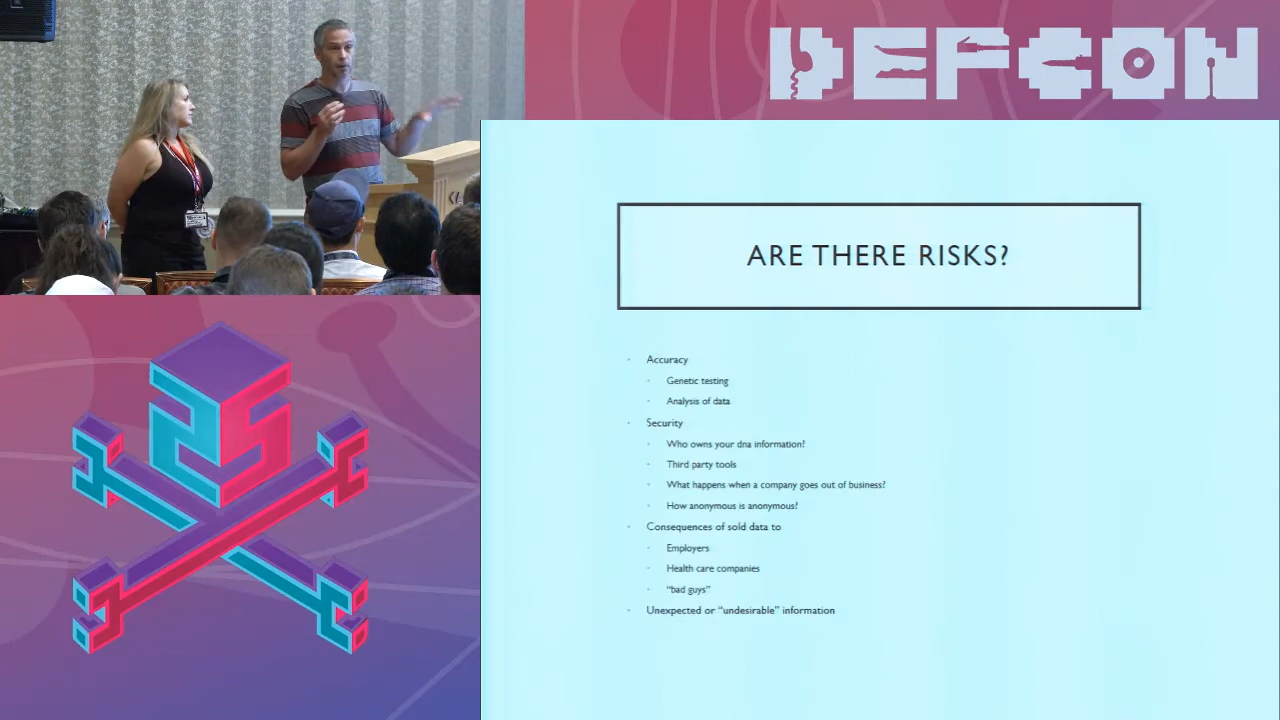 DEFCON
ARE THERE RISKS?
Accuracy
Genetic testing
Analysis of data
Security
Who owns your dna information?
Third party tools
What happens when a company goes out of business?
How anonymous is anonymous?
Consequences of sold data to
Employers
Health care companies
"bad guys"
Unexpected or "undesirable" information